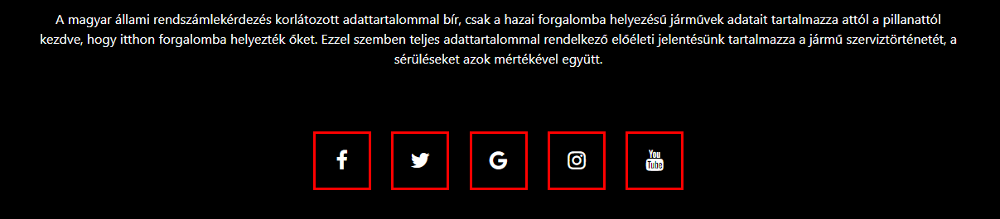 A magyar állami rendszámlekérdezés korlátozott adattartalommal bír, csak a hazai forgalomba helyezésű járművek adatait tartalmazza attól a pillanattól
kezdve, hogy itthon forgalomba helyezték őket. Ezzel szemben teljes adattartalommal rendelkező előéleti jelentésünk tartalmazza a jármű szerviztörténetét, a
sérüléseket azok mértékével együtt.
You
Tube